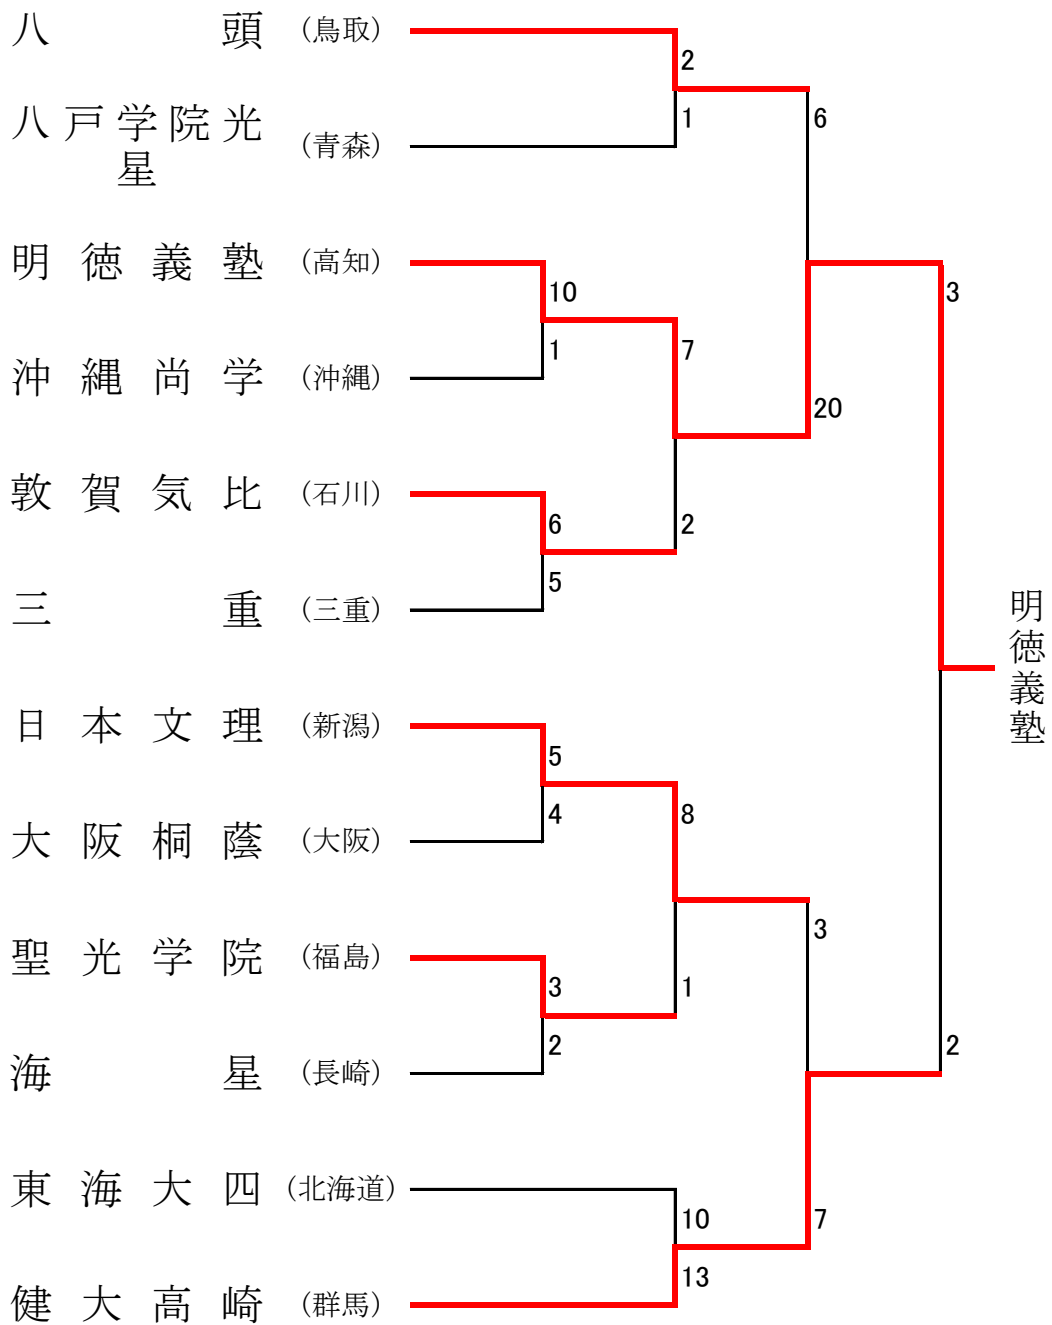 八頭 (鳥取)
2
八戸学院光
星 (青森)
1
6
明徳義塾 (高知)
10
3
沖縄尚学 (沖縄)
1
7
20
敦賀気比 (石川)
6
2
三重 (三重)
5
明徳義塾
日本文理 (新潟)
5
大阪桐蔭 (大阪)
4
8
聖光学院 (福島)
3
1
3
海星 (長崎)
2
2
東海大四 (北海道)
10
7
健大高崎 (群馬)
13